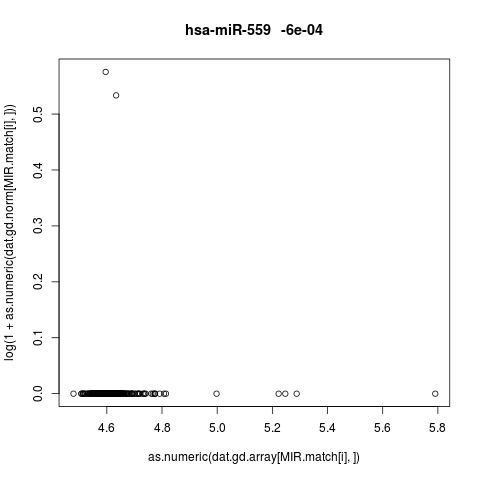 hsa-miR-559 -6e-04
log(1 + as.numeric(dat.gd.norm[MIR.match[i], ]))
0.5
0.4
0.3
0.2
0.1
0.0
4.6 4.8 5.0 5.2 5.4 5.6 5.8
as.numeric(dat.gd.array[MIR.match[i], ])